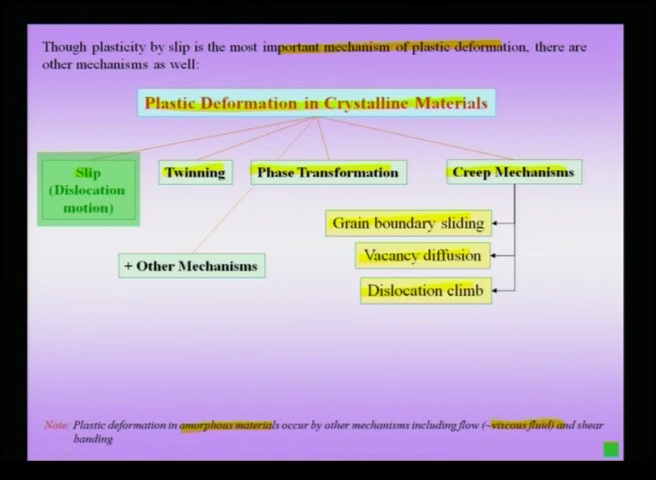 Though plasticity by slip is the most important mechanism of plastic deformation, there are
other mechanisms as well:
Plastic Deformation in Crystalline Materials
Slip
(Dislocation
motion)
Twinning
Phase Transformation
Creep Mechanisms
Grain boundary sliding
Vacancy diffusion
Dislocation climb
+ Other Mechanisms
Note: Plastic deformation in amorphous materials occur by other mechanisms including flow (~viscous fluid) and shear
banding